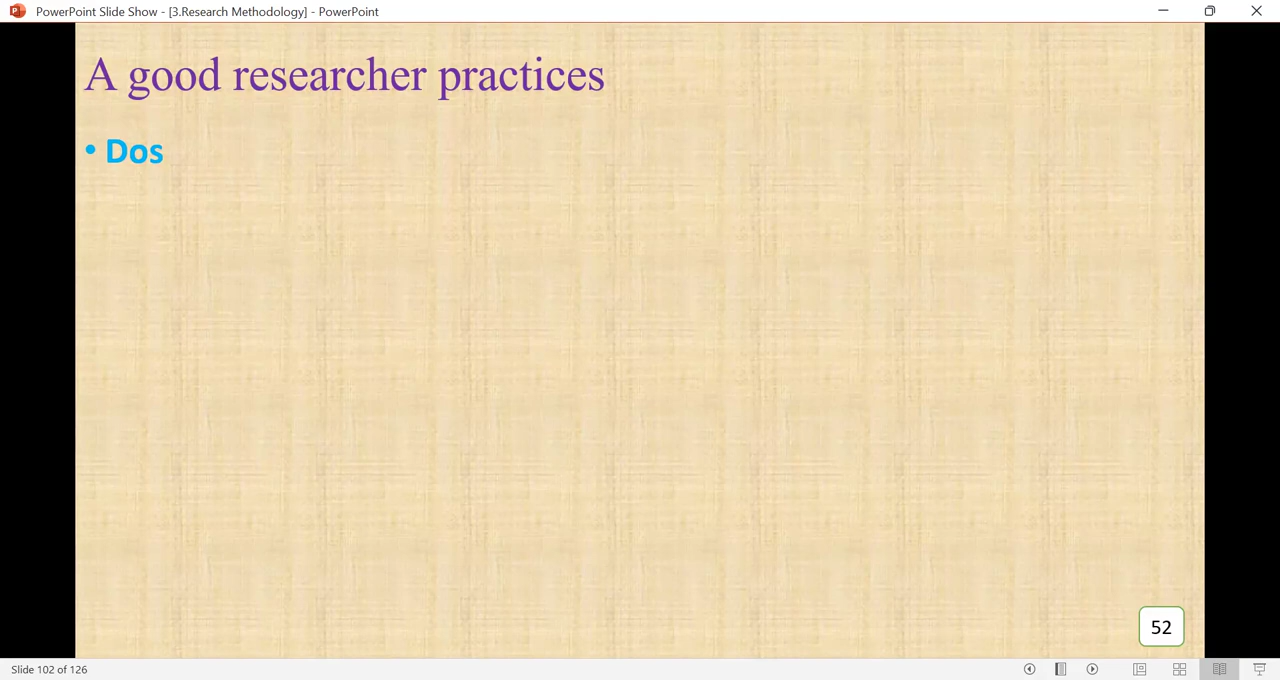 PowerPoint Slide Show - [3.Research Methodology] - PowerPoint
A good researcher practices
• Dos
52
Slide 102 of 126